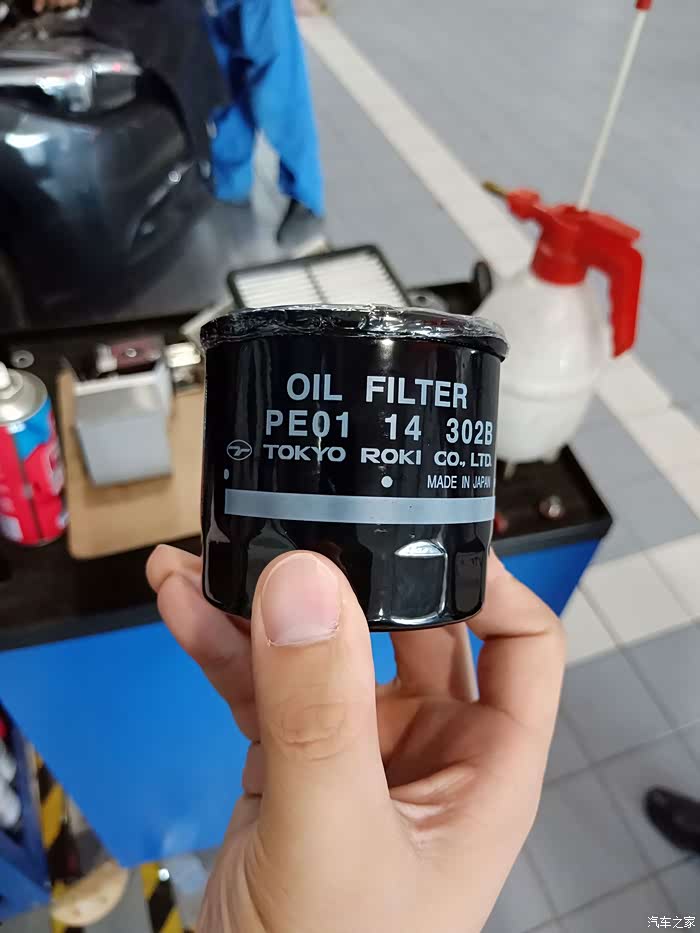 OIL FILTER
PE01 14 302B
TOKYO ROKI CO., LTD.
MADE IN JAPAN
汽车之家